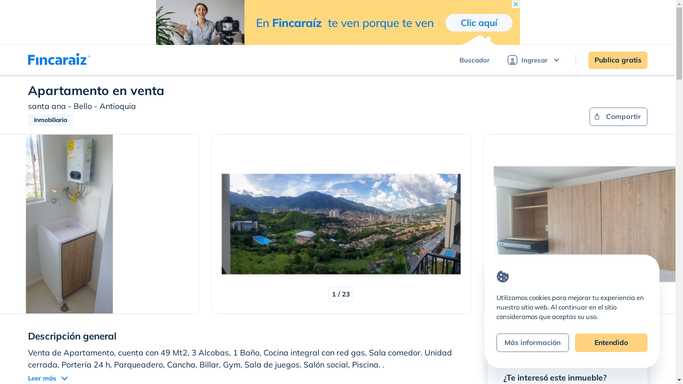 En Fincaraíz te ven porque te ven
Clic aquí
Fincaraíz
Buscador
Ingresar
Publica gratis
Apartamento en venta
santa ana - Bello - Antioquia
Inmobiliaria
Compartir
1 / 23
Utilizamos cookies para mejorar tu experiencia en
nuestro sitio web. Al continuar en el sitio
consideramos que aceptas su uso.
Más información
Entendido
Descripción general
Venta de Apartamento, cuenta con 49 Mt2, 3 Alcobas, 1 Baño, Cocina integral con red gas, Sala comedor. Unidad
cerrada, Portería 24 h, Parqueadero, Cancha, Billar, Gym, Sala de juegos, Salón social, Piscina. .
Leer más
¿Te interesó este inmueble?